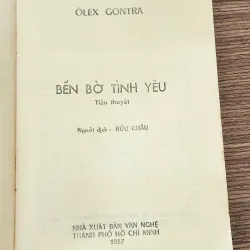 ÔLEX GONTRA
BẾN BỜ TÌNH YÊU
Tiểu thuyết
Người dịch : BỬU CHÂU
NHÀ XUẤT BẢN VĂN NGHỆ
THÀNH PHỐ HỒ CHÍ MINH
1987